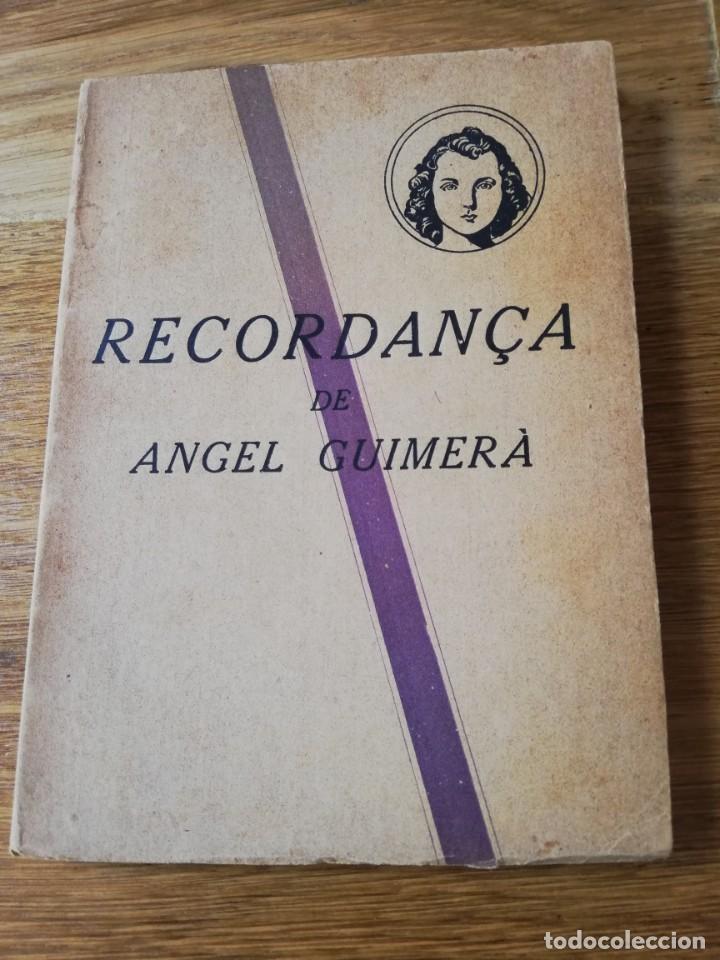 RECORDANÇA
DE
ANGEL GUIMERÀ
todocoleccion